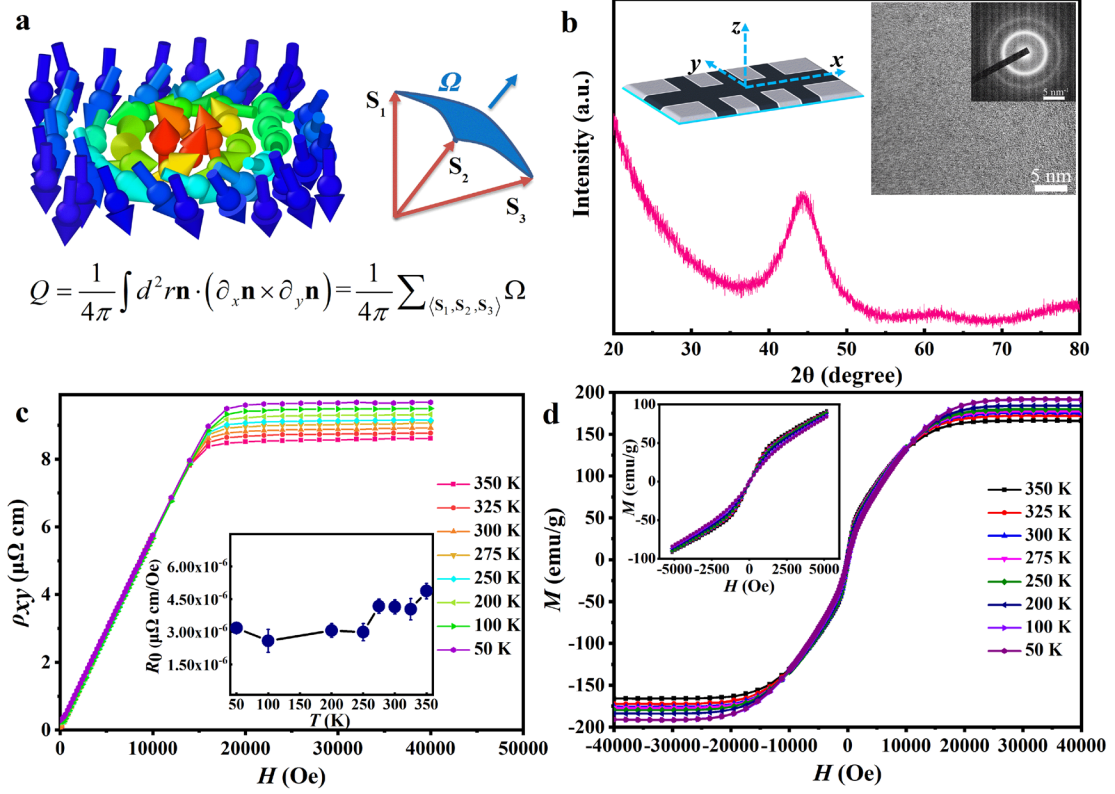 a
Ω
S1
S2
S3
Q = 1/4π ∫ d²r n · (∂x n × ∂y n) = 1/4π ∑⟨S1,S2,S3⟩ Ω
b
Intensity (a.u.)
z
y
x
5 nm⁻¹
5 nm
20 30 40 50 60 70 80
2θ (degree)
c
ρxy (μΩ cm)
8
6
4
2
0
350 K
325 K
300 K
275 K
250 K
200 K
100 K
50 K
R0 (μΩ cm/Oe)
6.00x10⁻⁶
4.50x10⁻⁶
3.00x10⁻⁶
1.50x10⁻⁶
50 100 150 200 250 300 350
T (K)
0 10000 20000 30000 40000 50000
H (Oe)
d
M (emu/g)
200
150
100
50
0
-50
-100
-150
-200
M (emu/g)
100
50
0
-50
-100
-5000 -2500 0 2500 5000
H (Oe)
350 K
325 K
300 K
275 K
250 K
200 K
100 K
50 K
-40000 -30000 -20000 -10000 0 10000 20000 30000 40000
H (Oe)